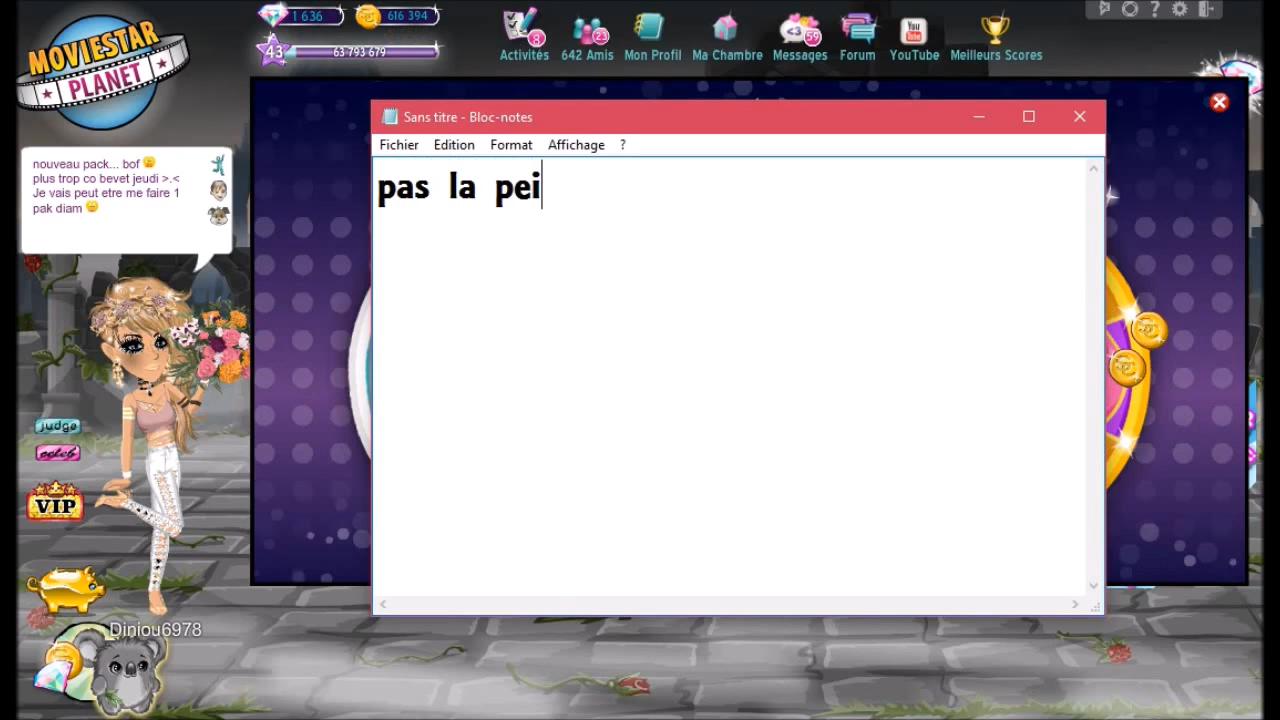 MOVIESTAR
PLANET
1 636
616 394
43
63 793 679
8
23
59
<3
You
Tube
Activités
642 Amis
Mon Profil
Ma Chambre
Messages
Forum
YouTube
Meilleurs Scores
?
nouveau pack... bof
plus trop co bevet jeudi >.<
Je vais peut etre me faire 1
pak diam
Sans titre - Bloc-notes
Fichier
Edition
Format
Affichage
?
pas la pei
judge
celeb
VIP
Diniou6978